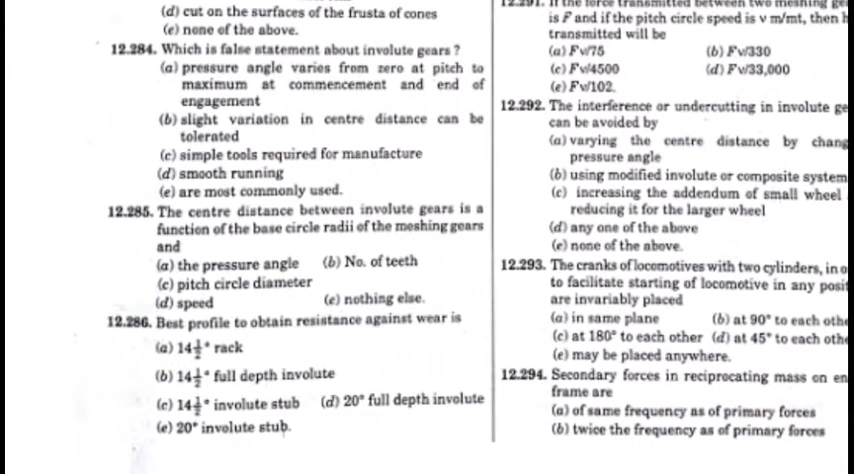 (d) cut on the surfaces of the frusta of cones
(e) none of the above.
12.284. Which is false statement about involute gears ?
(a) pressure angle varies from zero at pitch to
maximum at commencement and end of
engagement
(b) slight variation in centre distance can be
tolerated
(c) simple tools required for manufacture
(d) smooth running
(e) are most commonly used.
12.285. The centre distance between involute gears is a
function of the base circle radii of the meshing gears
and
(a) the pressure angle (b) No. of teeth
(c) pitch circle diameter
(d) speed (e) nothing else.
12.286. Best profile to obtain resistance against wear is
(a) 14½° rack
(b) 14½° full depth involute
(c) 14½° involute stub (d) 20° full depth involute
(e) 20° involute stub.
12.291. If the force transmitted between two meshing
is F and if the pitch circle speed is v m/mt, then
transmitted will be
(a) Fv/75 (b) Fv/330
(c) Fv/4500 (d) Fv/33,000
(e) Fv/102.
12.292. The interference or undercutting in involute
can be avoided by
(a) varying the centre distance by
pressure angle
(b) using modified involute or composite system
(c) increasing the addendum of small wheel
reducing it for the larger wheel
(d) any one of the above
(e) none of the above.
12.293. The cranks of locomotives with two cylinders, in
to facilitate starting of locomotive in any
are invariably placed
(a) in same plane (b) at 90° to each
(c) at 180° to each other (d) at 45° to each
(e) may be placed anywhere.
12.294. Secondary forces in reciprocating mass on
frame are
(a) of same frequency as of primary forces
(b) twice the frequency as of primary forces